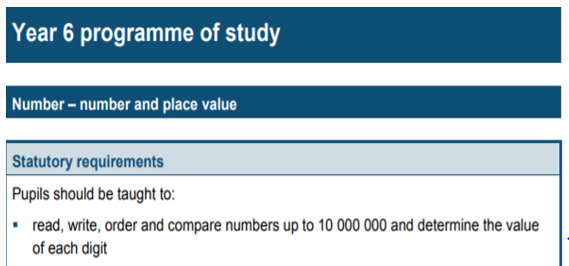 Year 6 programme of study
Number – number and place value
Statutory requirements
Pupils should be taught to:
▪ read, write, order and compare numbers up to 10 000 000 and determine the value
of each digit